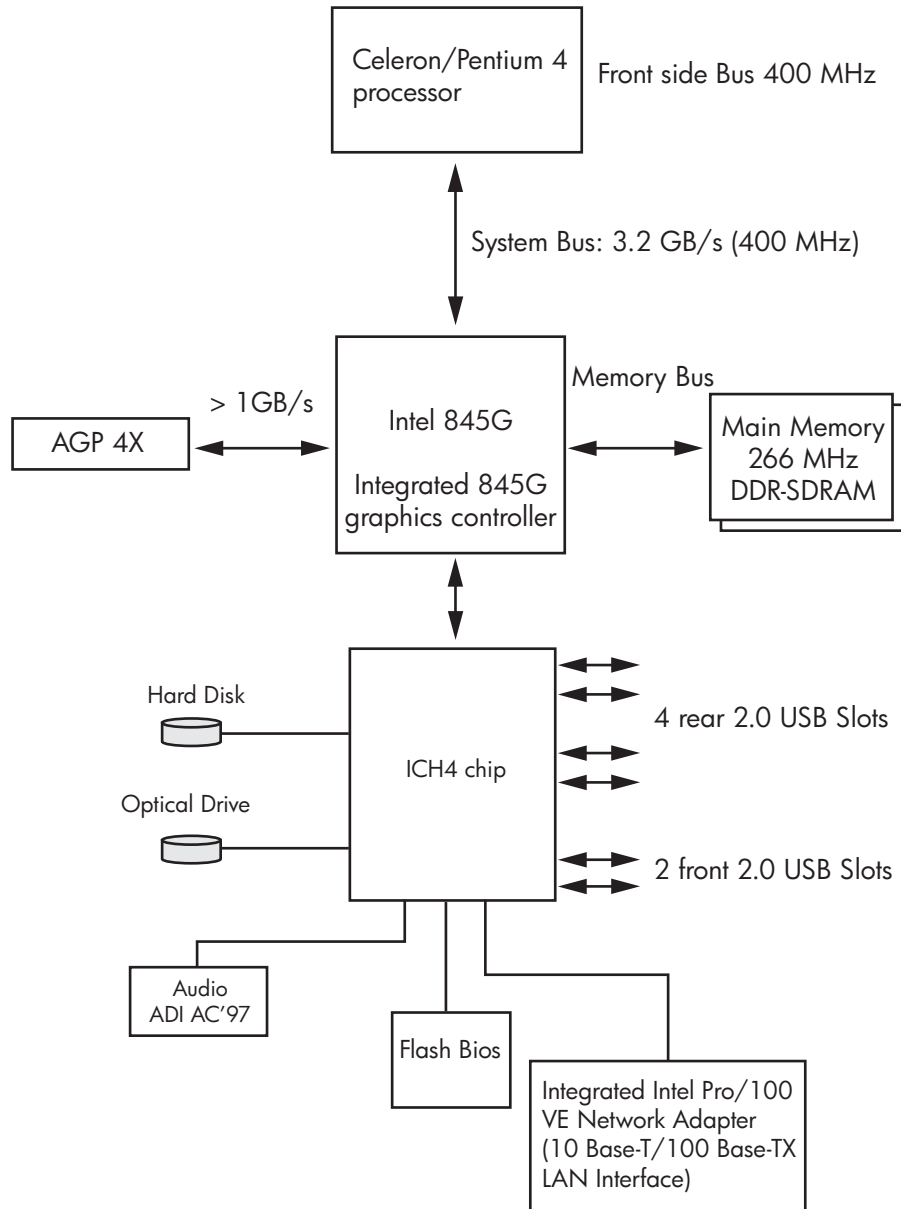 Celeron/Pentium 4
processor
Front side Bus 400 MHz
System Bus: 3.2 GB/s (400 MHz)
> 1GB/s
AGP 4X
Intel 845G
Integrated 845G
graphics controller
Memory Bus
Main Memory
266 MHz
DDR-SDRAM
Hard Disk
Optical Drive
ICH4 chip
4 rear 2.0 USB Slots
2 front 2.0 USB Slots
Audio
ADI AC’97
Flash Bios
Integrated Intel Pro/100
VE Network Adapter
(10 Base-T/100 Base-TX
LAN Interface)